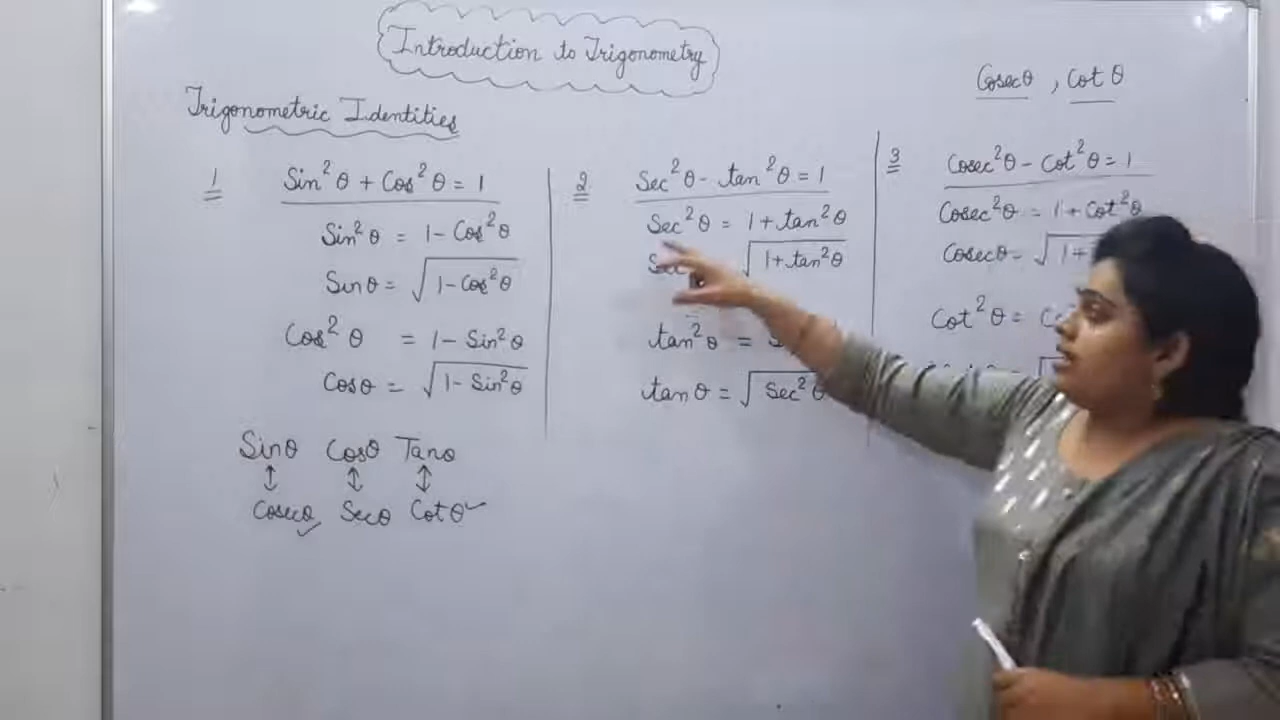 Introduction to Trigonometry
Cosecθ , Cot θ
Trigonometric Identities
1
Sin²θ + Cos²θ = 1
Sin²θ = 1 - Cos²θ
Sinθ = √1 - Cos²θ
Cos²θ = 1 - Sin²θ
Cosθ = √1 - Sin²θ
Sinθ Cosθ Tanθ
↕ ↕ ↕
Cosecθ ✓ Secθ Cotθ ✓
2
Sec²θ - tan²θ = 1
Sec²θ = 1 + tan²θ
√1 + tan²θ
tan²θ =
tanθ = √Sec²θ
3
Cosec²θ - Cot²θ = 1
Cosec²θ = 1 + Cot²θ
Cosecθ = √1 +
Cot²θ =